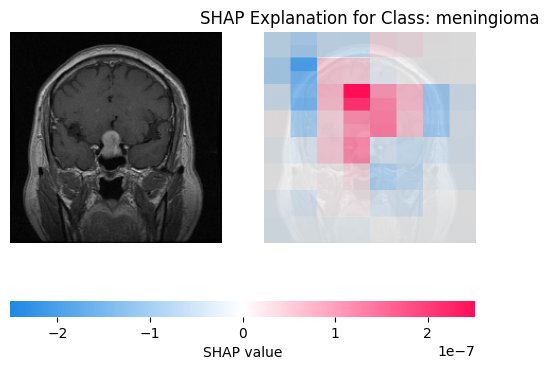 SHAP Explanation for Class: meningioma
−2 −1 0 1 2
1e−7
SHAP value